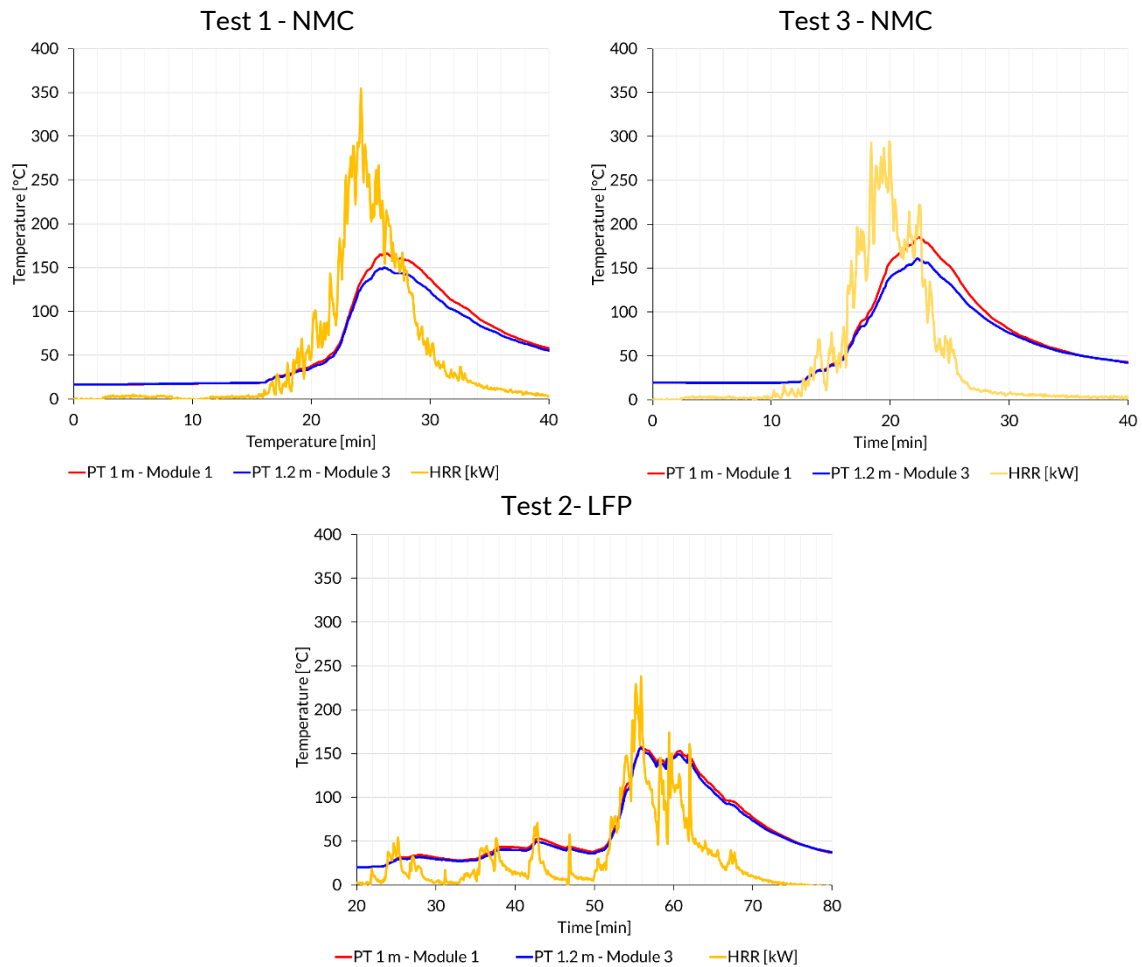 Test 1 - NMC
400
350
300
250
200
150
100
50
0
Temperature [°C]
0 10 20 30 40
Temperature [min]
PT 1 m - Module 1 PT 1.2 m - Module 3 HRR [kW]
Test 3 - NMC
400
350
300
250
200
150
100
50
0
Temperature [°C]
0 10 20 30 40
Time [min]
PT 1 m - Module 1 PT 1.2 m - Module 3 HRR [kW]
Test 2- LFP
400
350
300
250
200
150
100
50
0
Temperature [°C]
20 30 40 50 60 70 80
Time [min]
PT 1 m - Module 1 PT 1.2 m - Module 3 HRR [kW]